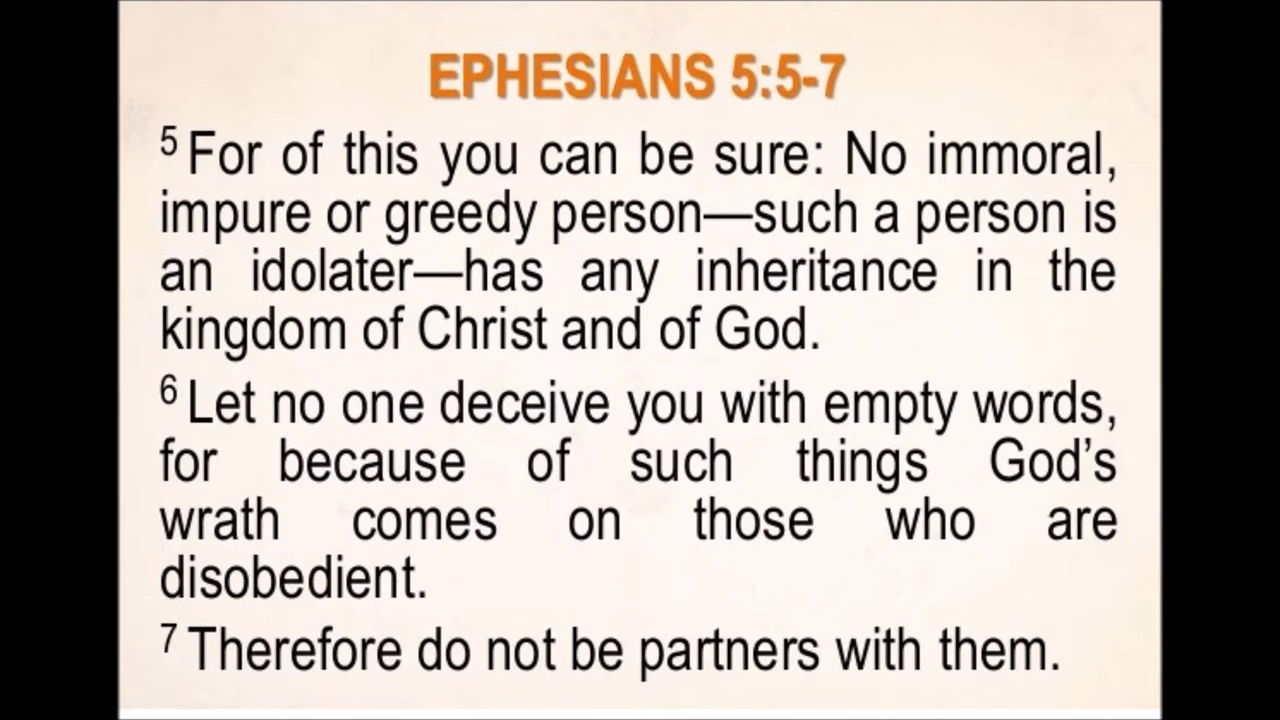 EPHESIANS 5:5-7
5 For of this you can be sure: No immoral,
impure or greedy person—such a person is
an idolater—has any inheritance in the
kingdom of Christ and of God.
6 Let no one deceive you with empty words,
for because of such things God’s
wrath comes on those who are
disobedient.
7 Therefore do not be partners with them.